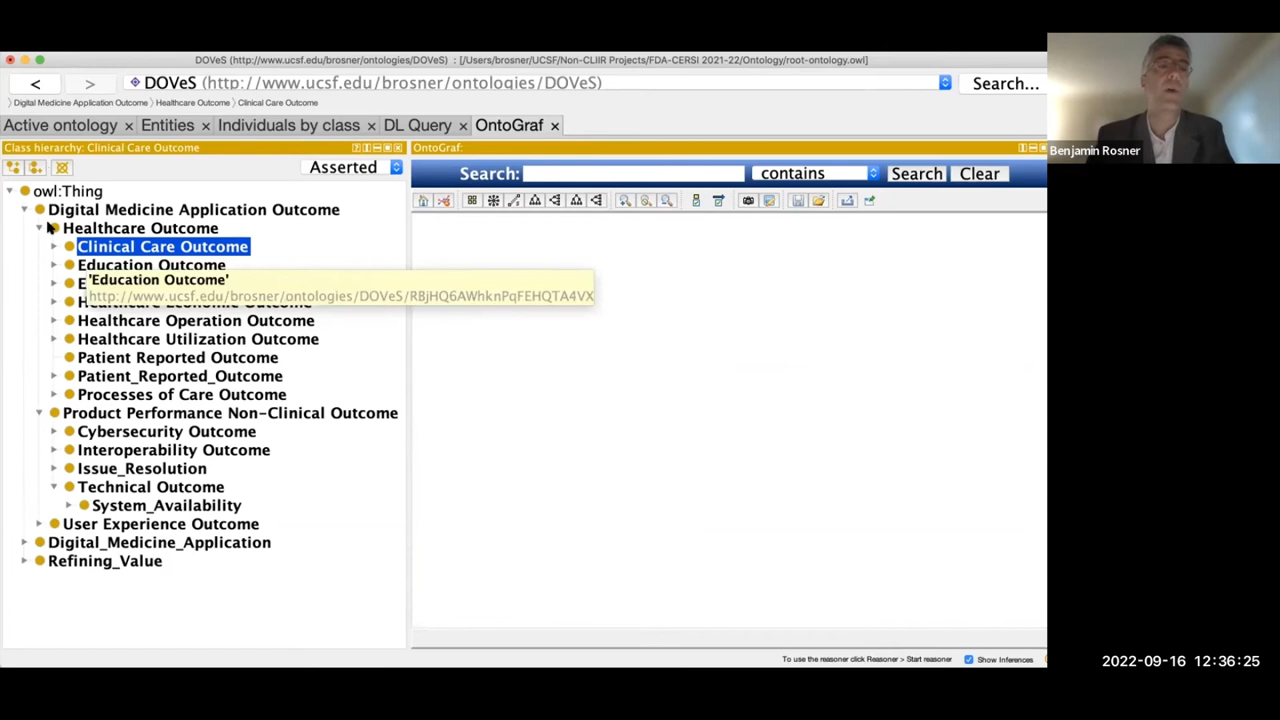 DOVeS (http://www.ucsf.edu/brosner/ontologies/DOVeS) : [/Users/brosner/UCSF/Non-CLIIR Projects/FDA-CERSI 2021-22/Ontology/root-ontology.owl]
< > DOVeS (http://www.ucsf.edu/brosner/ontologies/DOVeS) Search...
Digital Medicine Application Outcome > Healthcare Outcome > Clinical Care Outcome
Active ontology × Entities × Individuals by class × DL Query × OntoGraf ×
Class hierarchy: Clinical Care Outcome
OntoGraf:
Asserted
Search: contains Search Clear
owl:Thing
Digital Medicine Application Outcome
Healthcare Outcome
Clinical Care Outcome
Education Outcome
'Education Outcome'
http://www.ucsf.edu/brosner/ontologies/DOVeS/RBjHQ6AWhknPqFEHQTA4VX
Healthcare Operation Outcome
Healthcare Utilization Outcome
Patient Reported Outcome
Patient_Reported_Outcome
Processes of Care Outcome
Product Performance Non-Clinical Outcome
Cybersecurity Outcome
Interoperability Outcome
Issue_Resolution
Technical Outcome
System_Availability
User Experience Outcome
Digital_Medicine_Application
Refining_Value
To use the reasoner click Reasoner > Start reasoner Show Inferences
Benjamin Rosner
2022-09-16 12:36:25